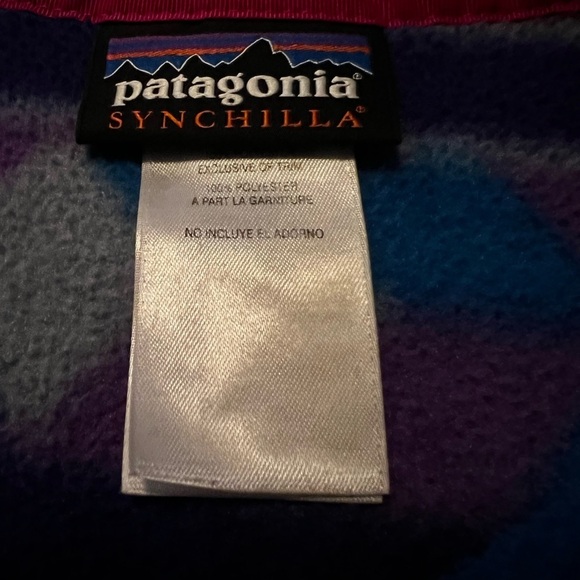 patagonia®
SYNCHILLA®
EXCLUSIVE OF TRIM
100% POLYESTER
A PART LA GARNITURE
NO INCLUYE EL ADORNO